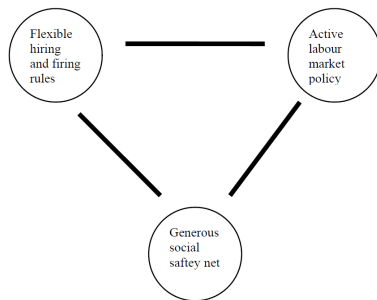 Flexible
hiring
and firing
rules
Active
labour
market
policy
Generous
social
saftey net